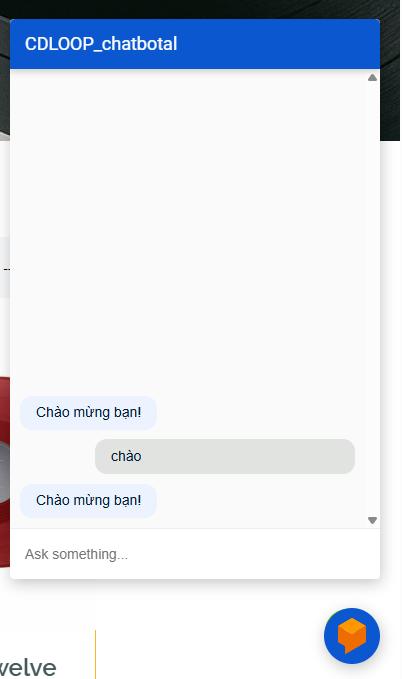 CDLOOP_chatbotal
Chào mừng bạn!
chào
Chào mừng bạn!
Ask something...
welve